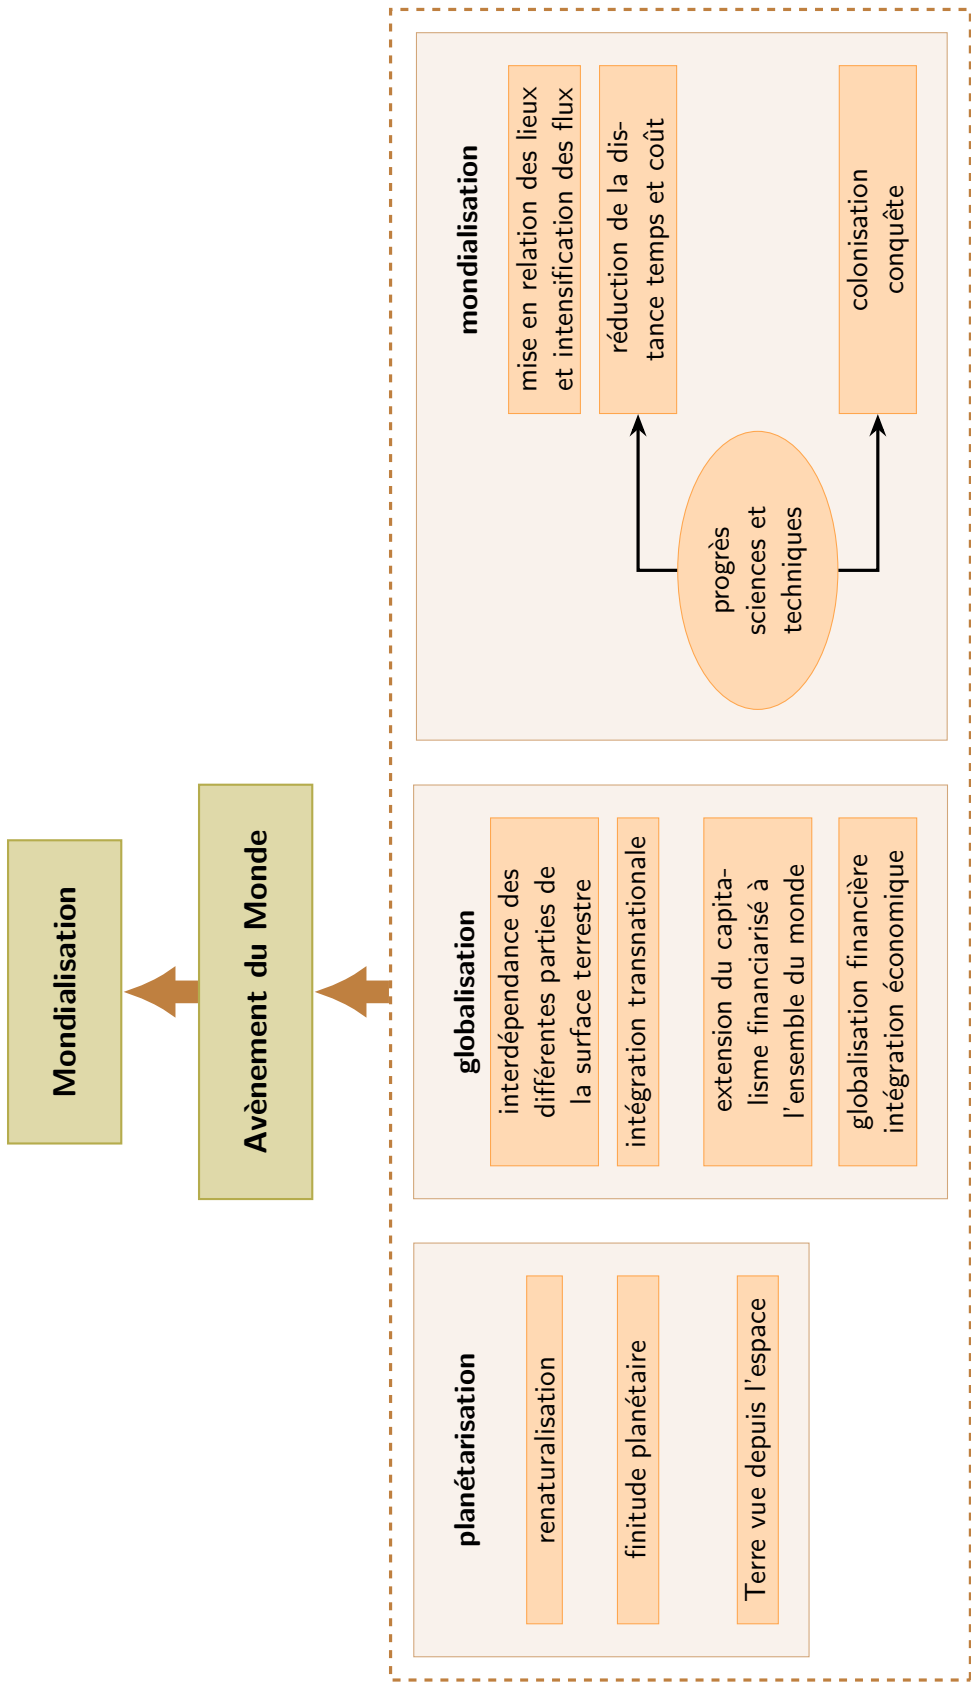 Mondialisation
Avènement du Monde
planétarisation
renaturalisation
finitude planétaire
Terre vue depuis l'espace
globalisation
interdépendance des
différentes parties de
la surface terrestre
intégration transnationale
extension du capita-
lisme financiarisé à
l'ensemble du monde
globalisation financière
intégration économique
mondialisation
mise en relation des lieux
et intensification des flux
réduction de la dis-
tance temps et coût
progrès
sciences et
techniques
colonisation
conquête